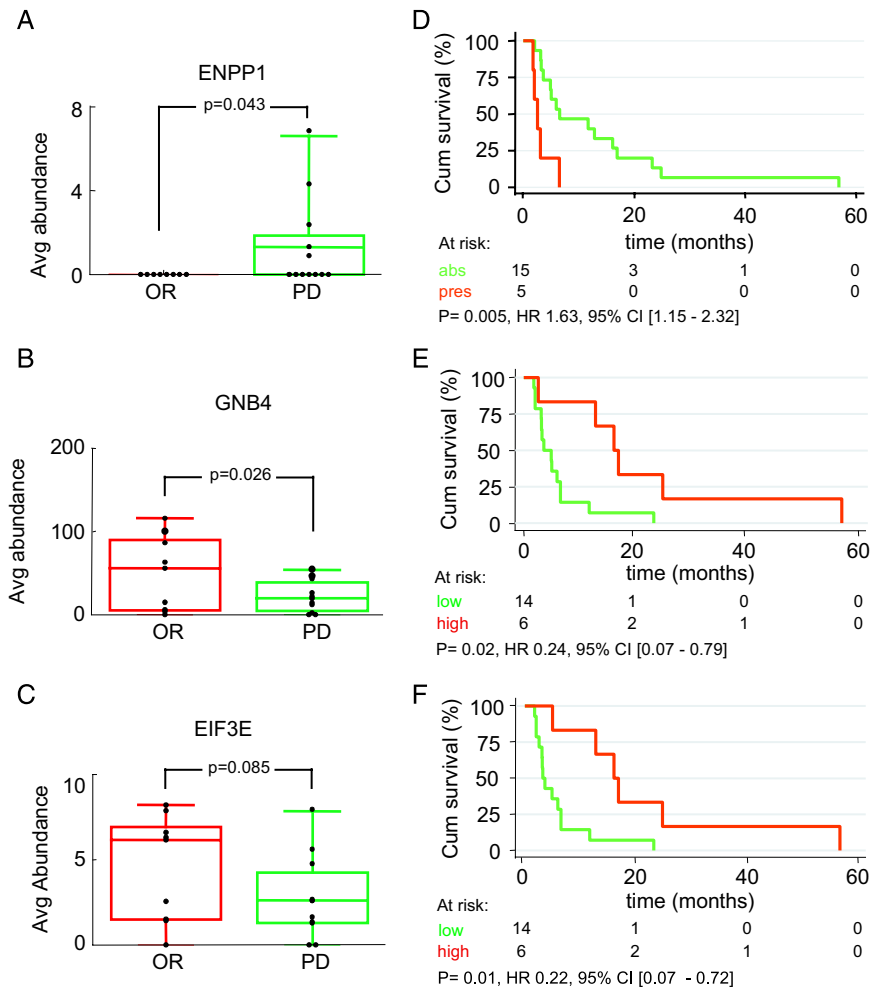 A
ENPP1
p=0.043
8
6
4
2
0
Avg abundance
OR PD
B
GNB4
p=0.026
200
100
0
Avg abundance
OR PD
C
EIF3E
p=0.085
10
5
0
Avg Abundance
OR PD
D
100
75
50
25
0
Cum survival (%)
0 20 40 60
At risk: time (months)
abs 15 3 1 0
pres 5 0 0 0
P= 0.005, HR 1.63, 95% CI [1.15 - 2.32]
E
100
75
50
25
0
Cum survival (%)
0 20 40 60
At risk: time (months)
low 14 1 0 0
high 6 2 1 0
P= 0.02, HR 0.24, 95% CI [0.07 - 0.79]
F
100
75
50
25
0
Cum survival (%)
0 20 40 60
At risk: time (months)
low 14 1 0 0
high 6 2 1 0
P= 0.01, HR 0.22, 95% CI [0.07 - 0.72]